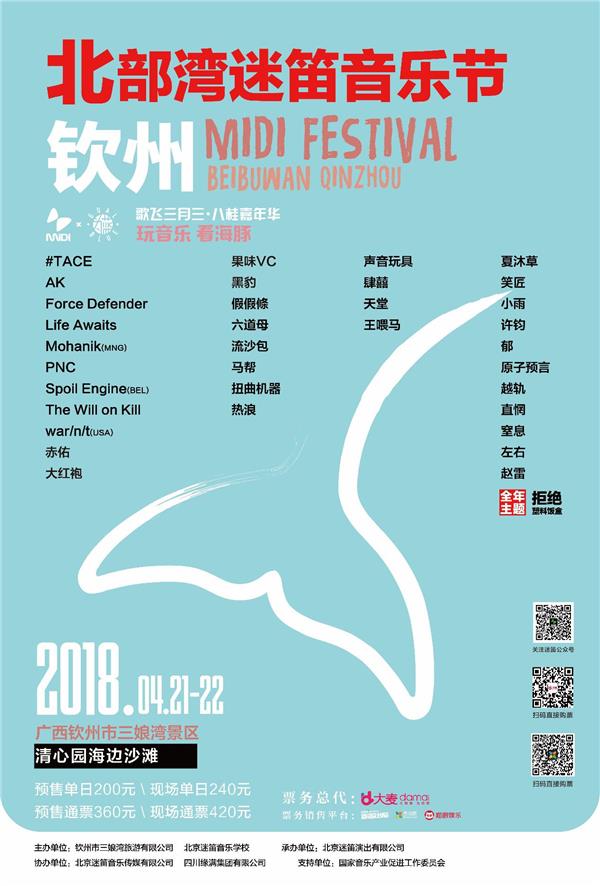 北部湾迷笛音乐节
钦州
MIDI FESTIVAL
BEIBUWAN QINZHOU
MIDI ×
歌飞三月三·八桂嘉年华
玩音乐 看海豚
#TACE
AK
Force Defender
Life Awaits
Mohanik(MNG)
PNC
Spoil Engine(BEL)
The Will on Kill
war/n/t(USA)
赤佑
大红袍
果味VC
黑豹
假假條
六道母
流沙包
马帮
扭曲机器
热浪
声音玩具
肆囍
天堂
王喂马
夏沐草
笑匠
小雨
许钧
郁
原子预言
越轨
直惘
窒息
左右
赵雷
全年主题
拒绝
塑料饭盒
关注迷笛公众号
扫码直接购票
扫码直接购票
2018.04.21-22
广西钦州市三娘湾景区
清心园海边沙滩
预售单日200元 \ 现场单日240元
预售通票360元 \ 现场通票420元
票务总代：大麦 damai
票务销售平台：
主办单位：钦州市三娘湾旅游有限公司 北京迷笛音乐学校 承办单位：北京迷笛演出有限公司
协办单位：北京迷笛音乐传媒有限公司 四川缘满集团有限公司 支持单位：国家音乐产业促进工作委员会